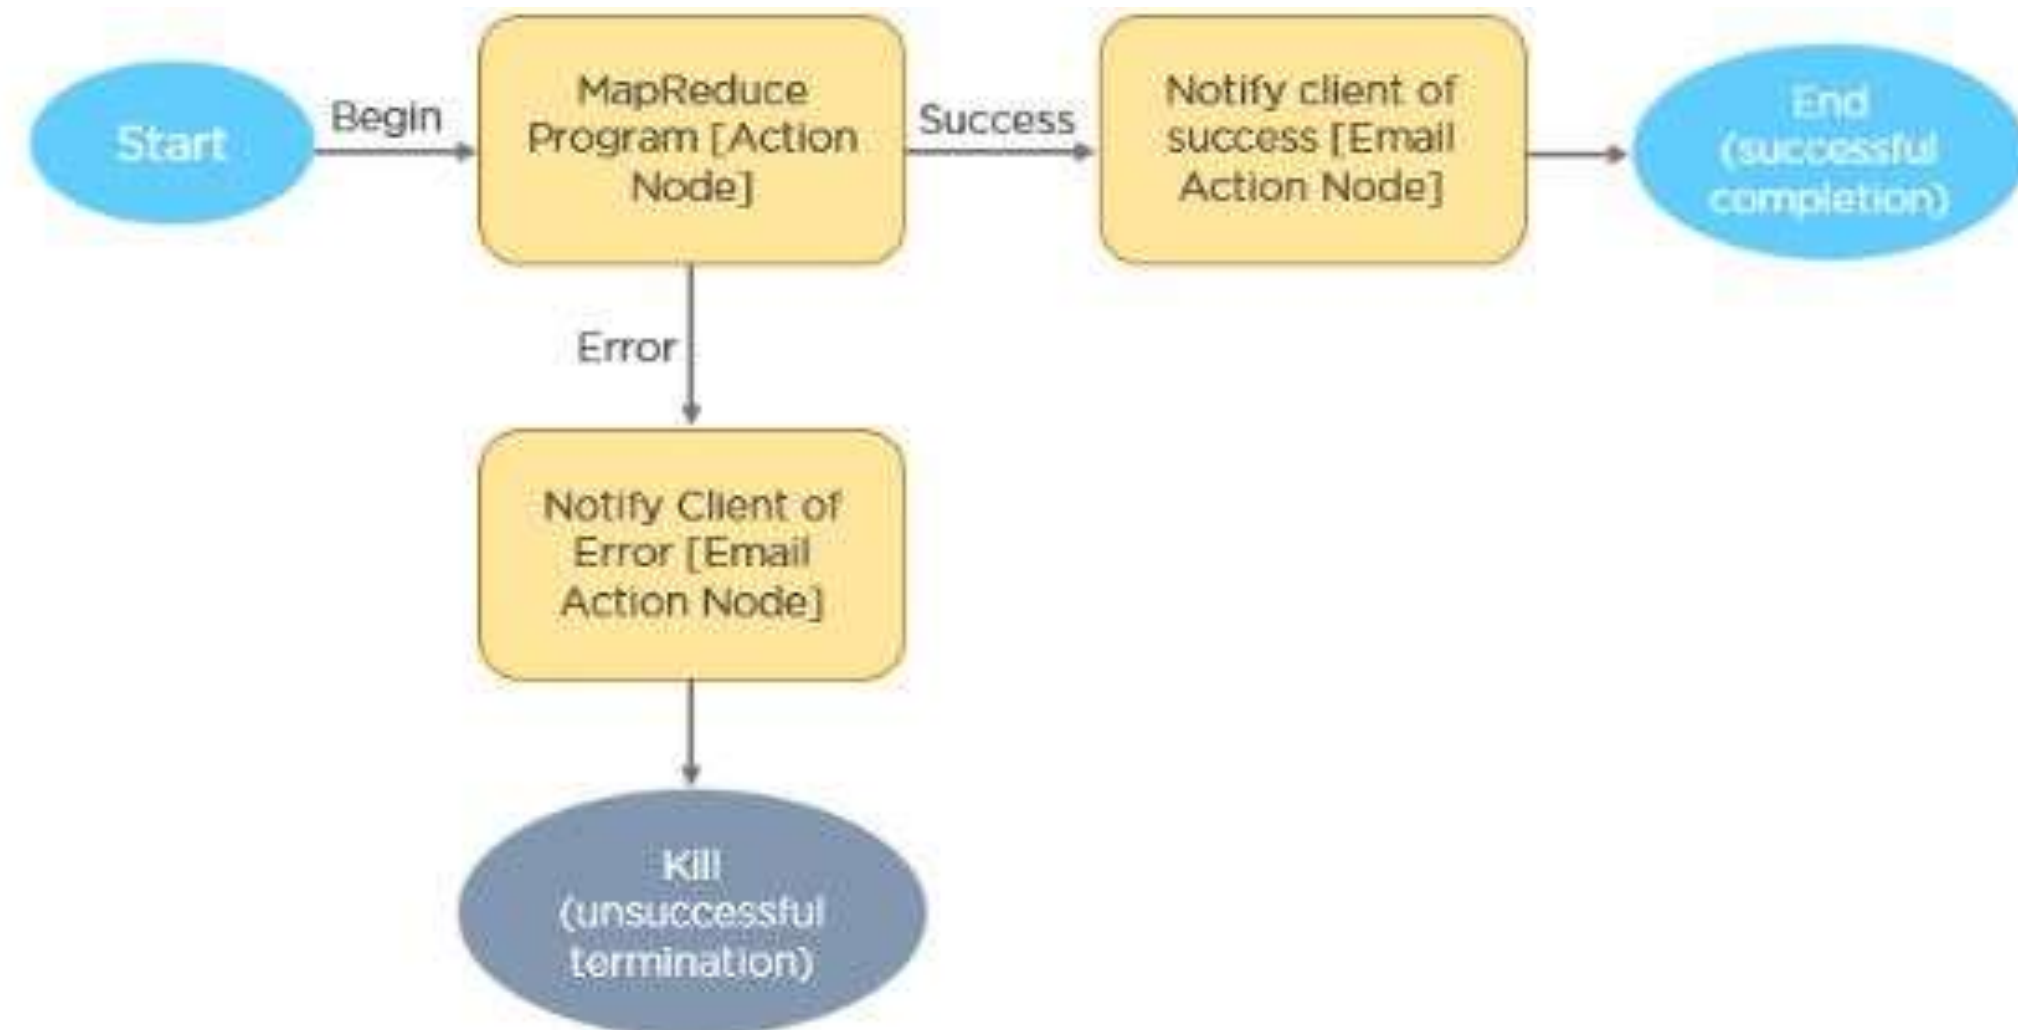 Start
Begin
MapReduce
Program [Action
Node]
Success
Notify client of
success [Email
Action Node]
End
(successful
completion)
Error
Notify Client of
Error [Email
Action Node]
Kill
(unsuccessful
termination)